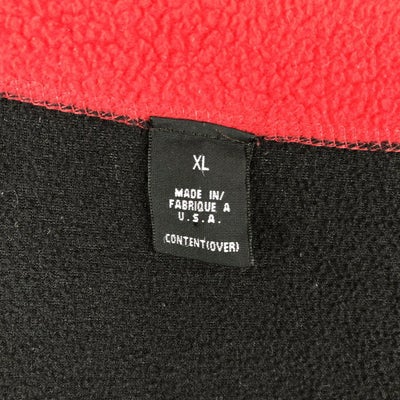 XL
MADE IN/
FABRIQUE A
U.S.A.
CONTENT(OVER)